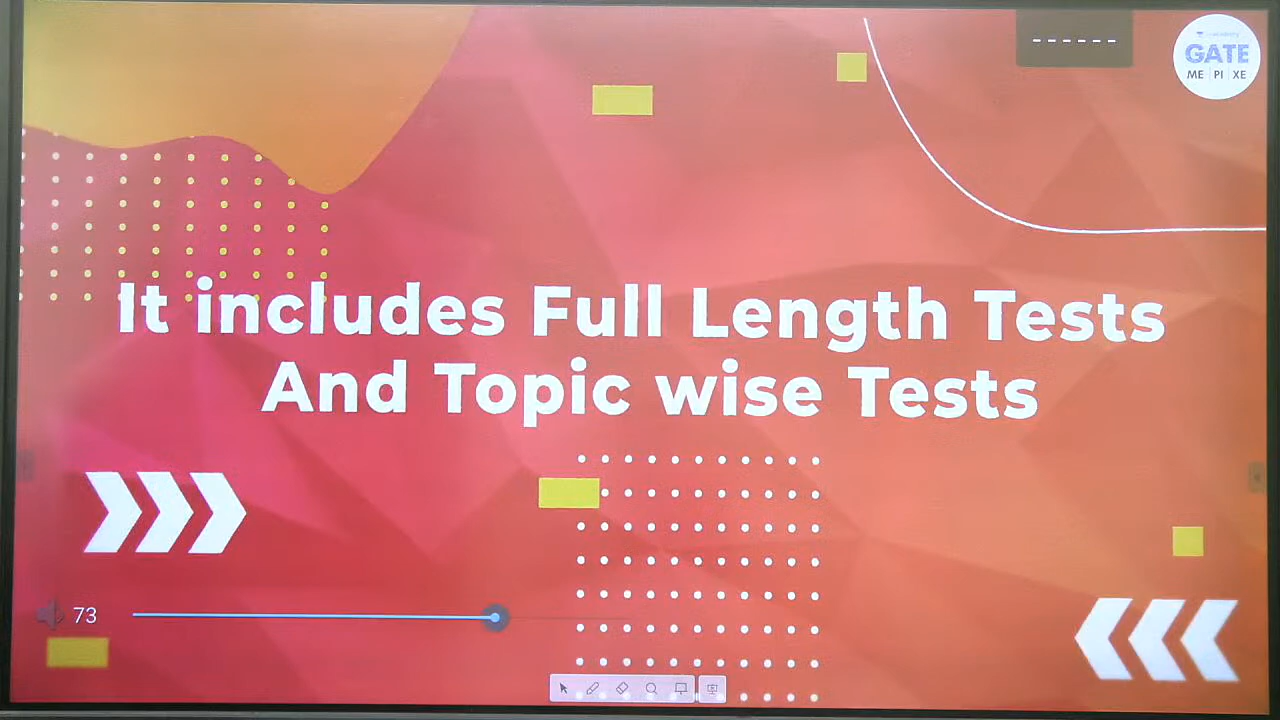 GATE
ME | PI | XE
It includes Full Length Tests
And Topic wise Tests
73